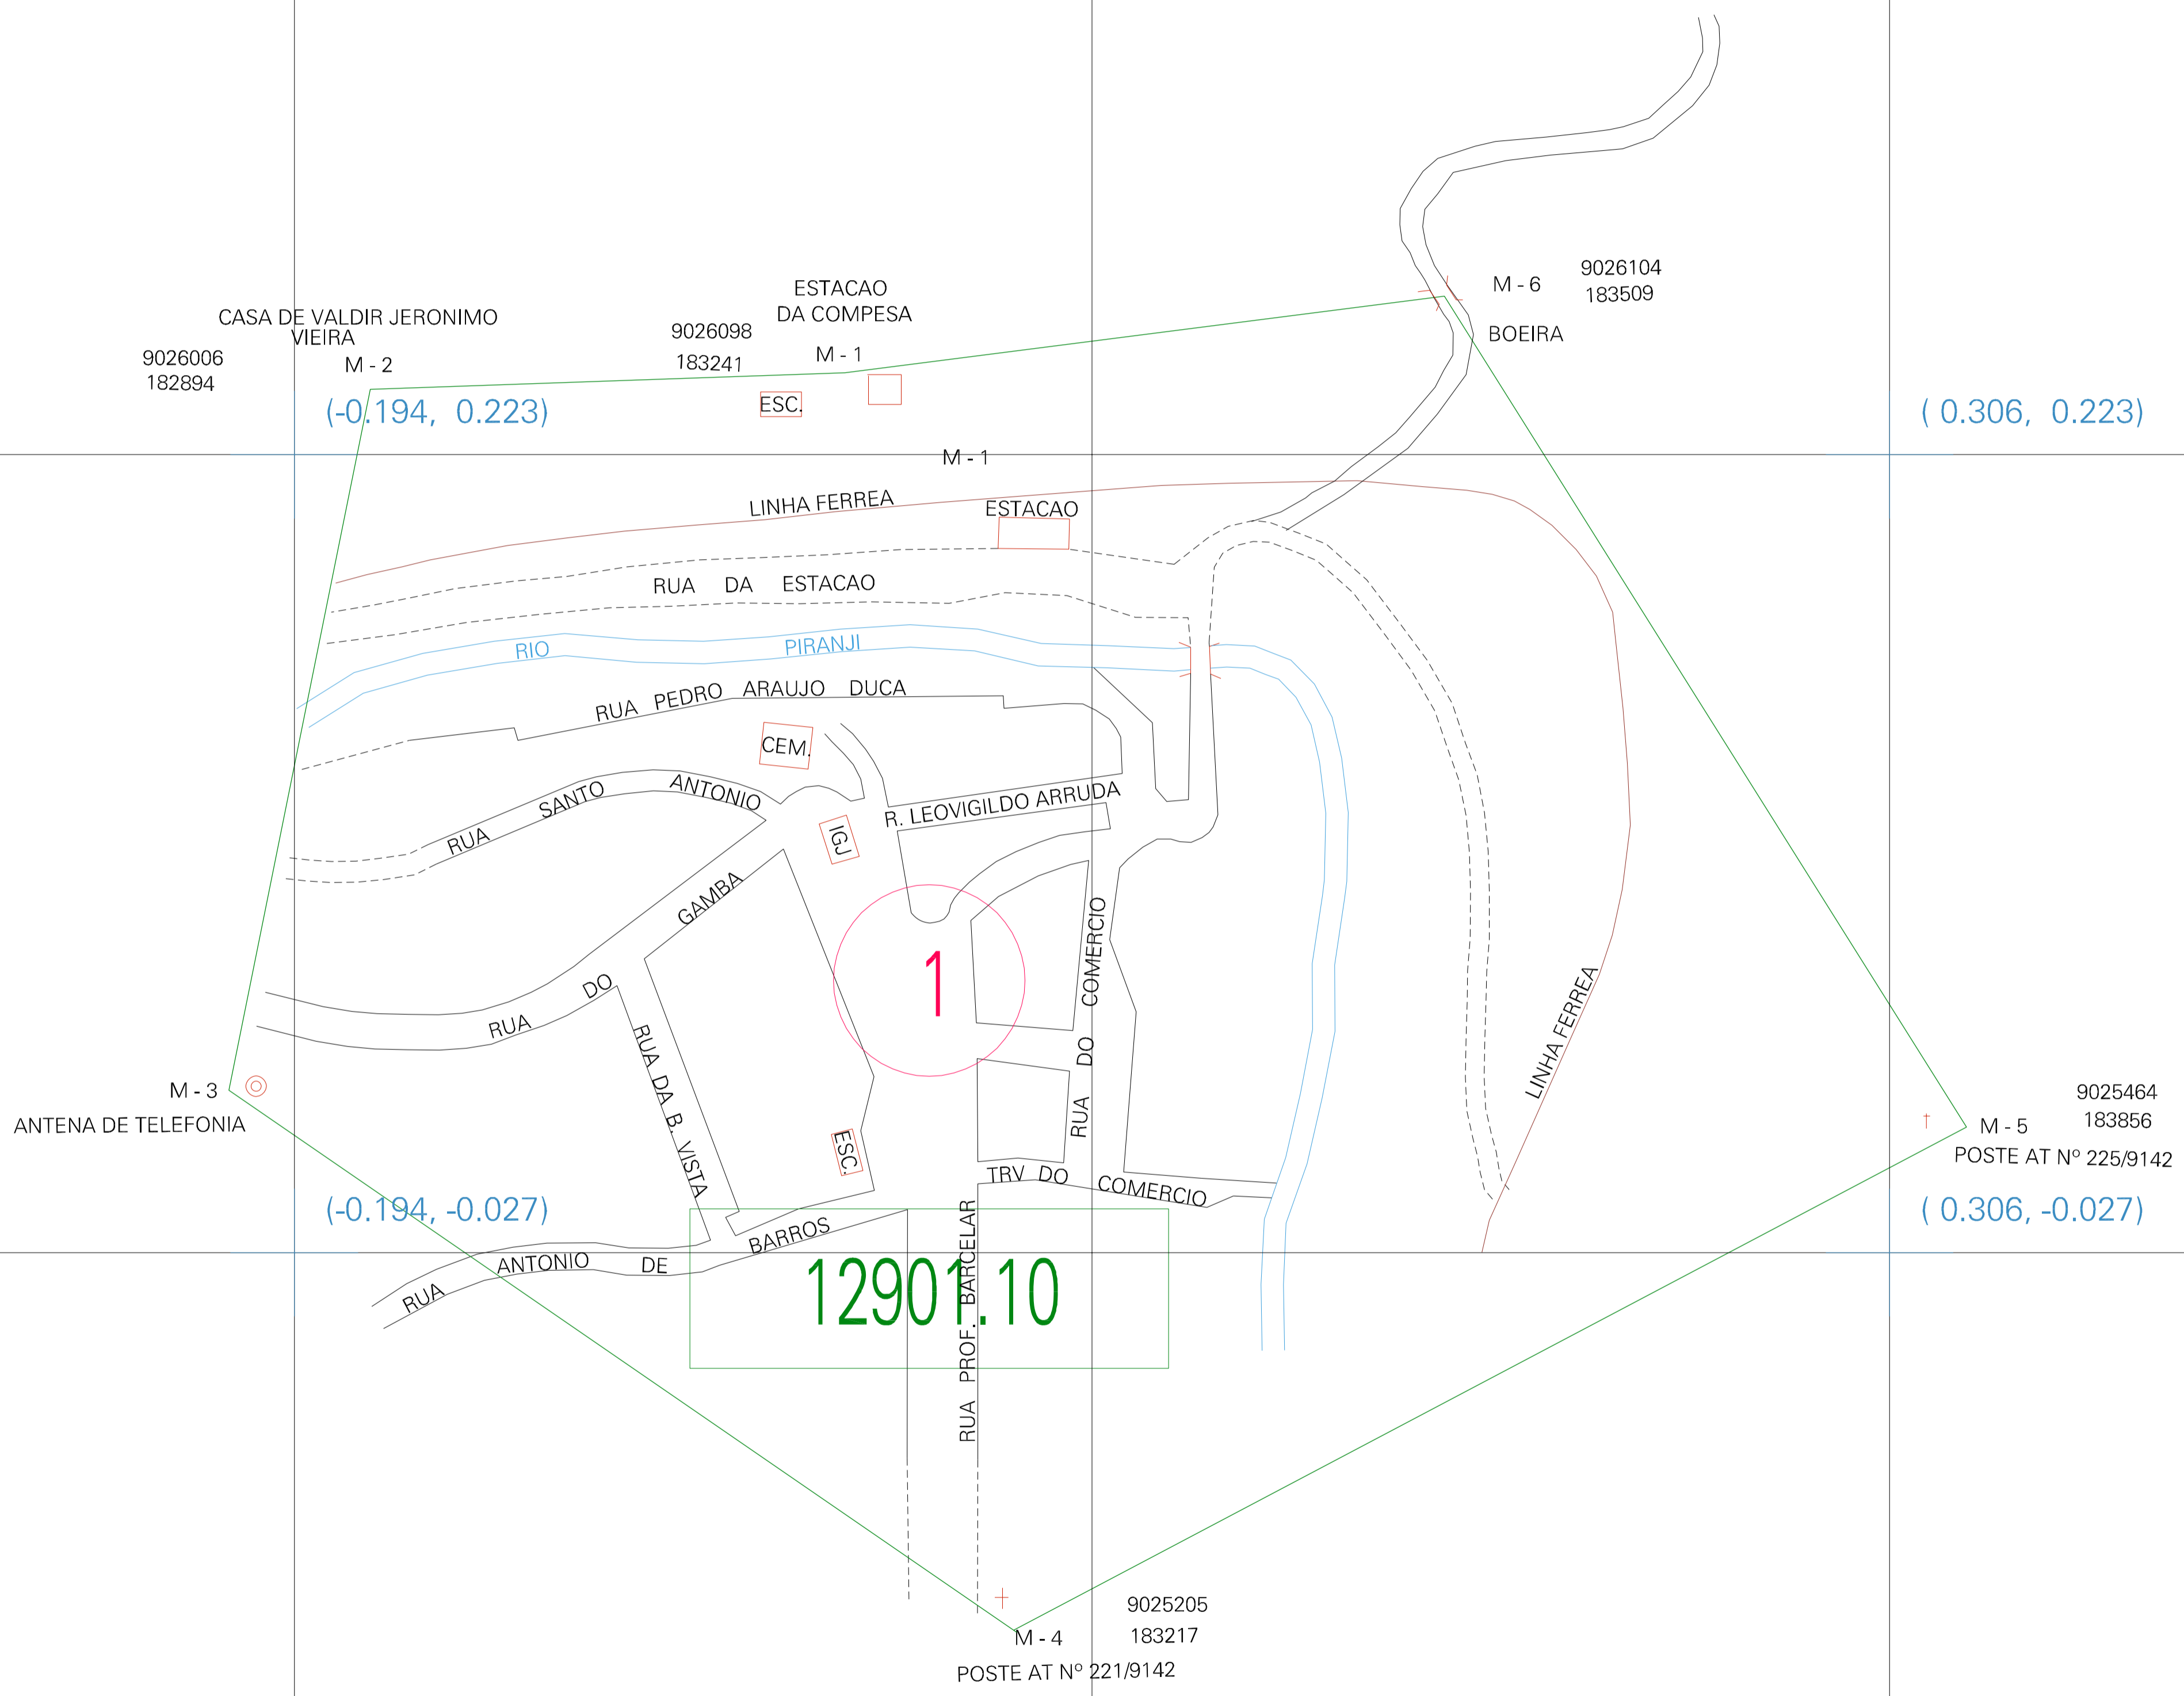 9026104
M - 6
183509
BOEIRA
ESTACAO
DA COMPESA
CASA DE VALDIR JERONIMO
VIEIRA
9026098
183241
M - 1
9026006
182894
M - 2
(-0.194, 0.223)
( 0.306, 0.223)
ESC.
M - 1
LINHA FERREA
ESTACAO
RUA DA ESTACAO
RIO PIRANJI
RUA PEDRO ARAUJO DUCA
CEM.
RUA SANTO ANTONIO
R. LEOVIGILDO ARRUDA
IGJ
RUA DO GAMBA
1
RUA DO COMERCIO
LINHA FERREA
RUA DA B. VISTA
M - 3
ANTENA DE TELEFONIA
9025464
183856
M - 5
POSTE AT Nº 225/9142
ESC.
TRV DO COMERCIO
(-0.194, -0.027)
( 0.306, -0.027)
RUA ANTONIO DE BARROS
12901.10
RUA PROF. BARCELAR
9025205
183217
M - 4
POSTE AT Nº 221/9142